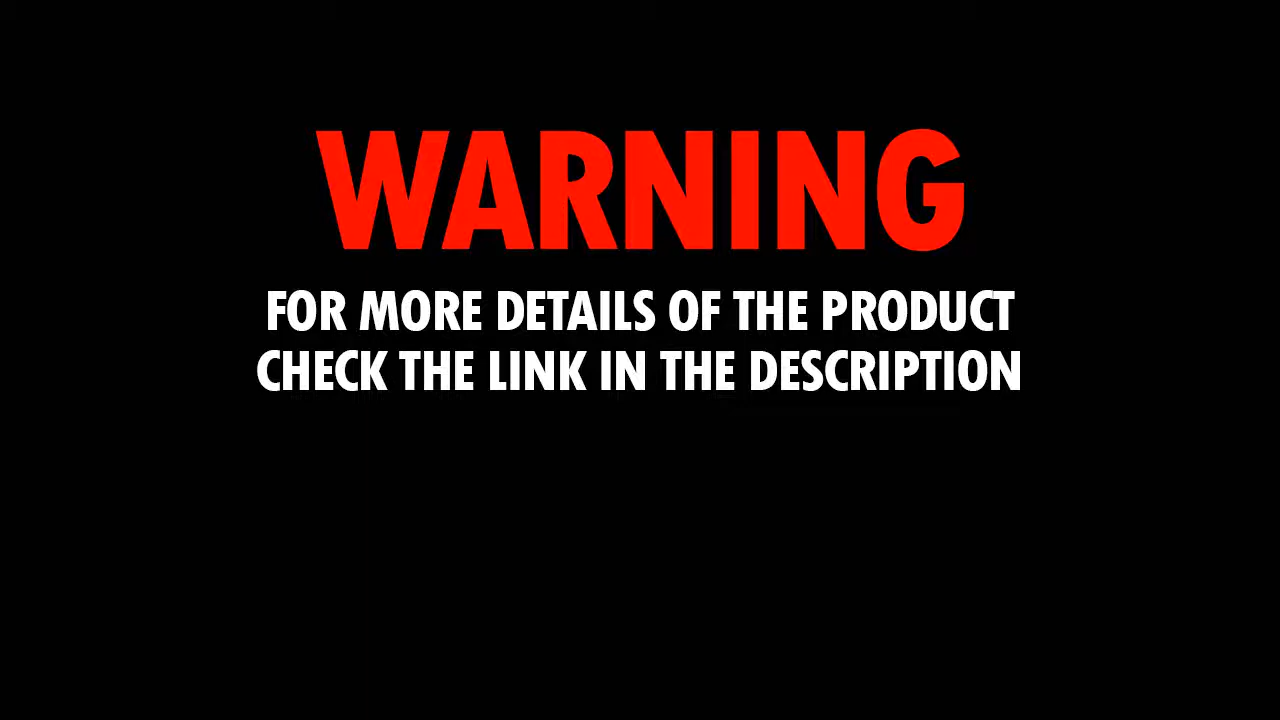 WARNING
FOR MORE DETAILS OF THE PRODUCT
CHECK THE LINK IN THE DESCRIPTION